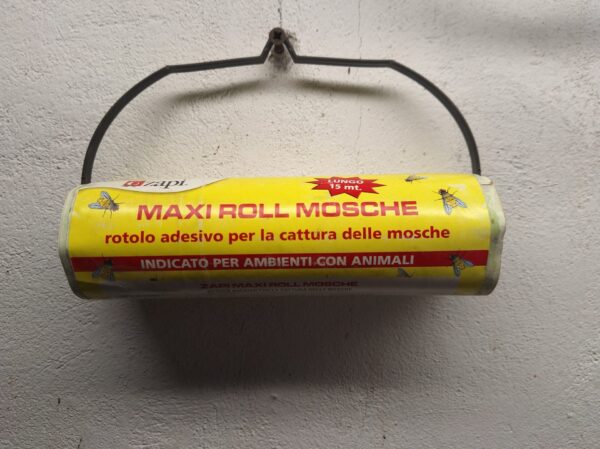 zapi.
LUNGO
15 mt.
MAXI ROLL MOSCHE
rotolo adesivo per la cattura delle mosche
INDICATO PER AMBIENTI CON ANIMALI
ZAPI MAXI ROLL MOSCHE